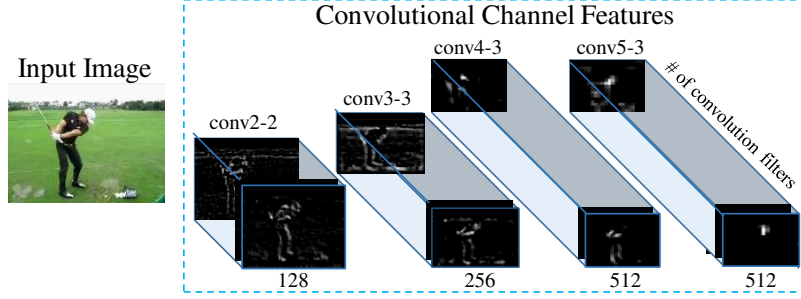 Convolutional Channel Features
Input Image
conv2-2
conv3-3
conv4-3
conv5-3
# of convolution filters
128
256
512
512